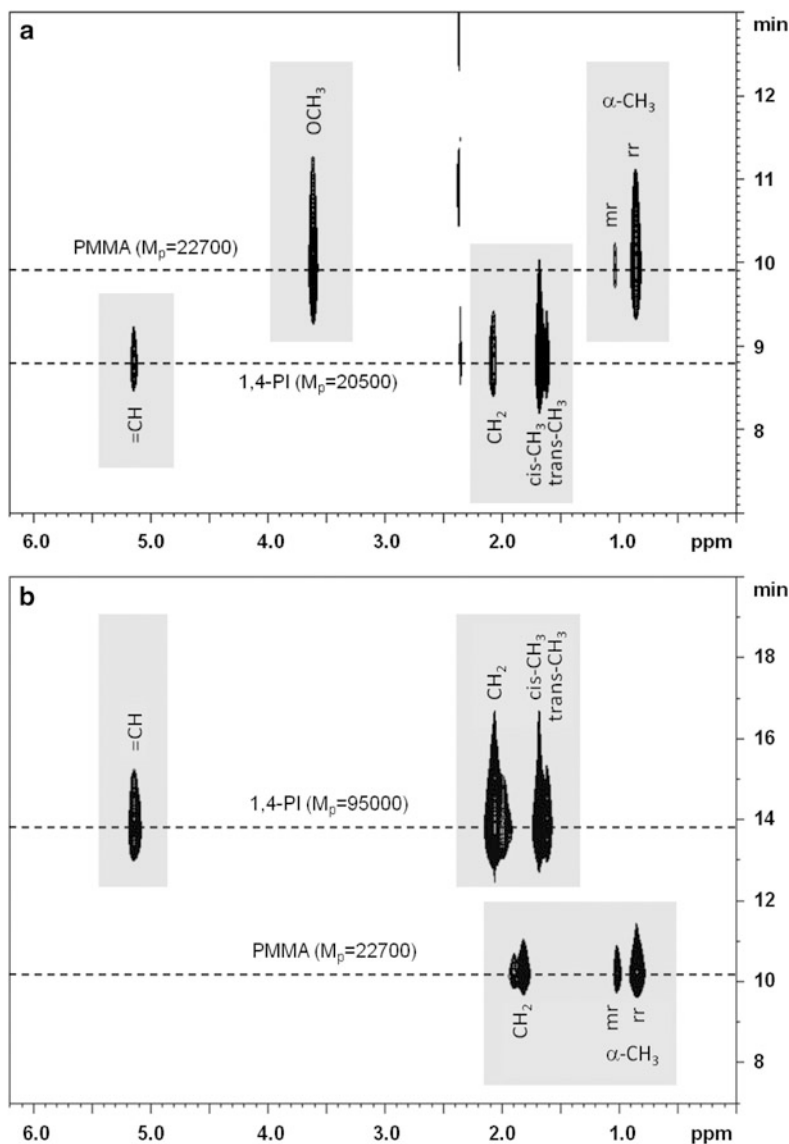 a
min
12
11
10
9
8
OCH₃
α-CH₃
mr
rr
PMMA (Mₚ=22700)
1,4-PI (Mₚ=20500)
=CH
CH₂
cis-CH₃
trans-CH₃
6.0 5.0 4.0 3.0 2.0 1.0 ppm
b
min
18
16
14
12
10
8
=CH
CH₂
cis-CH₃
trans-CH₃
1,4-PI (Mₚ=95000)
PMMA (Mₚ=22700)
CH₂
mr
rr
α-CH₃
6.0 5.0 4.0 3.0 2.0 1.0 ppm